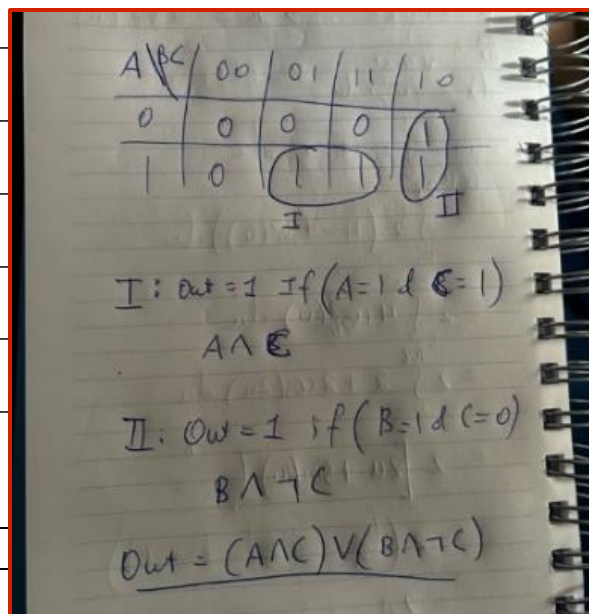 A\BC 00 01 11 10
0 0 0 0 1
1 0 1 1 1
I II
I: Out = 1 If (A=1 d C=1)
A ∧ C
II: Out = 1 if (B=1 d C=0)
B ∧ ¬ C
Out = (A∧C) V (B∧¬C)